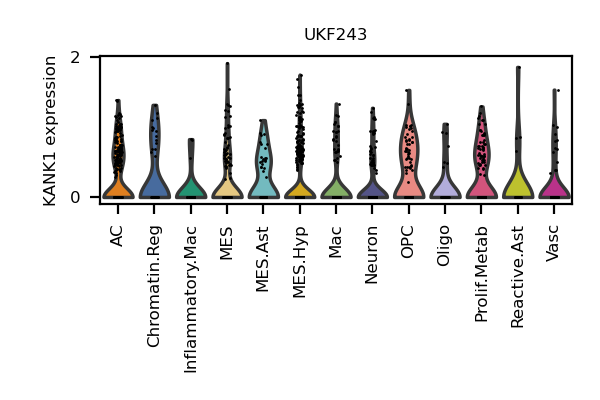 UKF243
KANK1 expression
2
0
AC
Chromatin.Reg
Inflammatory.Mac
MES
MES.Ast
MES.Hyp
Mac
Neuron
OPC
Oligo
Prolif.Metab
Reactive.Ast
Vasc